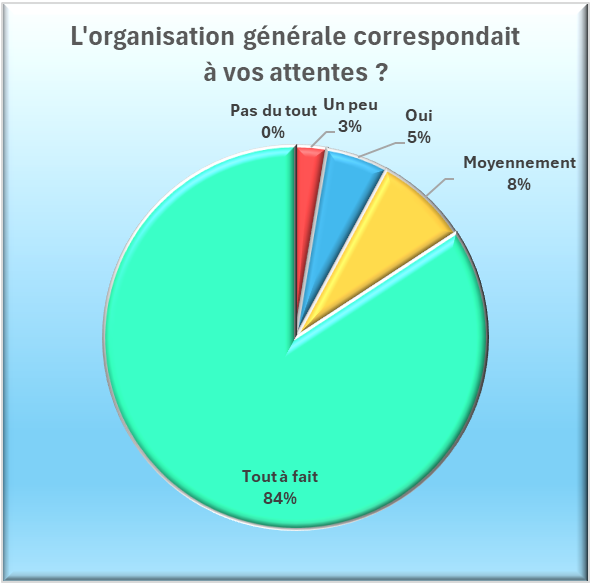 L'organisation générale correspondait
à vos attentes ?
Pas du tout
0%
Un peu
3%
Oui
5%
Moyennement
8%
Tout à fait
84%